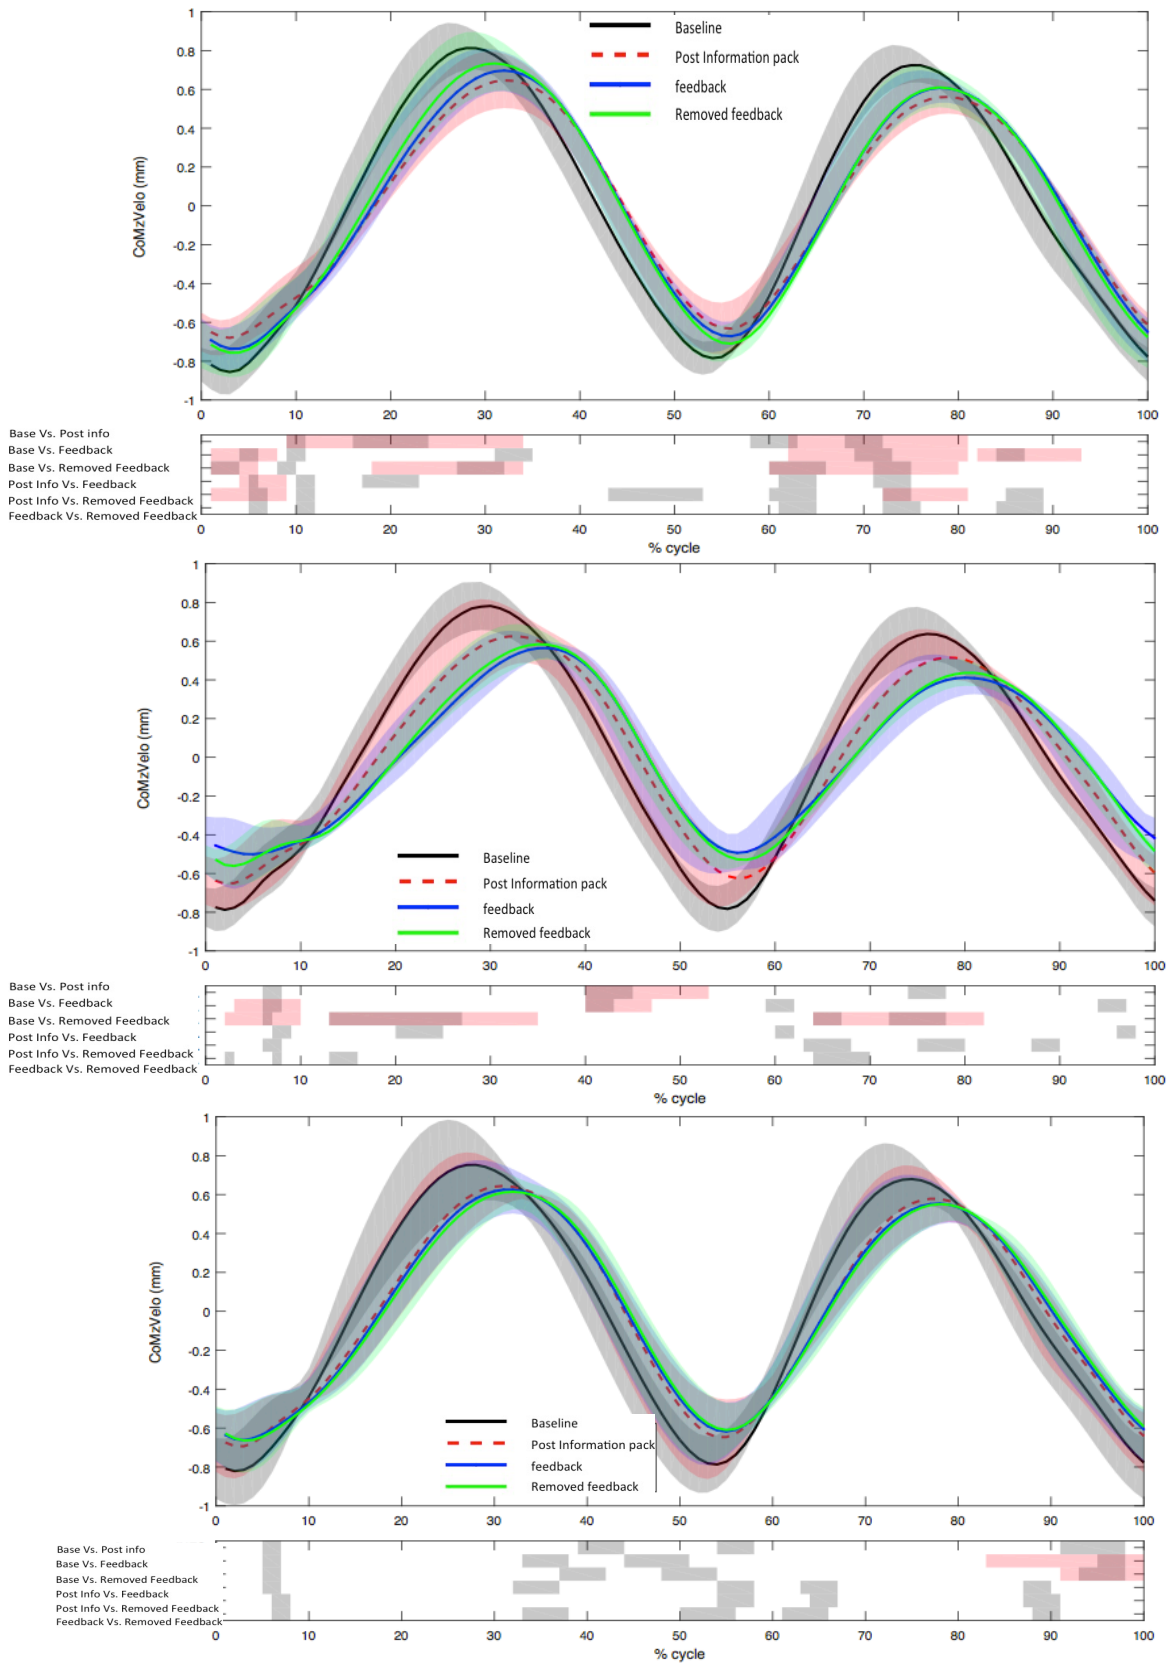 1
0.8
0.6
0.4
0.2
0
-0.2
-0.4
-0.6
-0.8
-1
CoMzVelo (mm)
Baseline
Post Information pack
feedback
Removed feedback
0 10 20 30 40 50 60 70 80 90 100
Base Vs. Post info
Base Vs. Feedback
Base Vs. Removed Feedback
Post Info Vs. Feedback
Post Info Vs. Removed Feedback
Feedback Vs. Removed Feedback
0 10 20 30 40 50 60 70 80 90 100
% cycle
1
0.8
0.6
0.4
0.2
0
-0.2
-0.4
-0.6
-0.8
-1
CoMzVelo (mm)
Baseline
Post Information pack
feedback
Removed feedback
0 10 20 30 40 50 60 70 80 90 100
Base Vs. Post info
Base Vs. Feedback
Base Vs. Removed Feedback
Post Info Vs. Feedback
Post Info Vs. Removed Feedback
Feedback Vs. Removed Feedback
0 10 20 30 40 50 60 70 80 90 100
% cycle
1
0.8
0.6
0.4
0.2
0
-0.2
-0.4
-0.6
-0.8
-1
CoMzVelo (mm)
Baseline
Post Information pack
feedback
Removed feedback
0 10 20 30 40 50 60 70 80 90 100
Base Vs. Post info
Base Vs. Feedback
Base Vs. Removed Feedback
Post Info Vs. Feedback
Post Info Vs. Removed Feedback
Feedback Vs. Removed Feedback
0 10 20 30 40 50 60 70 80 90 100
% cycle